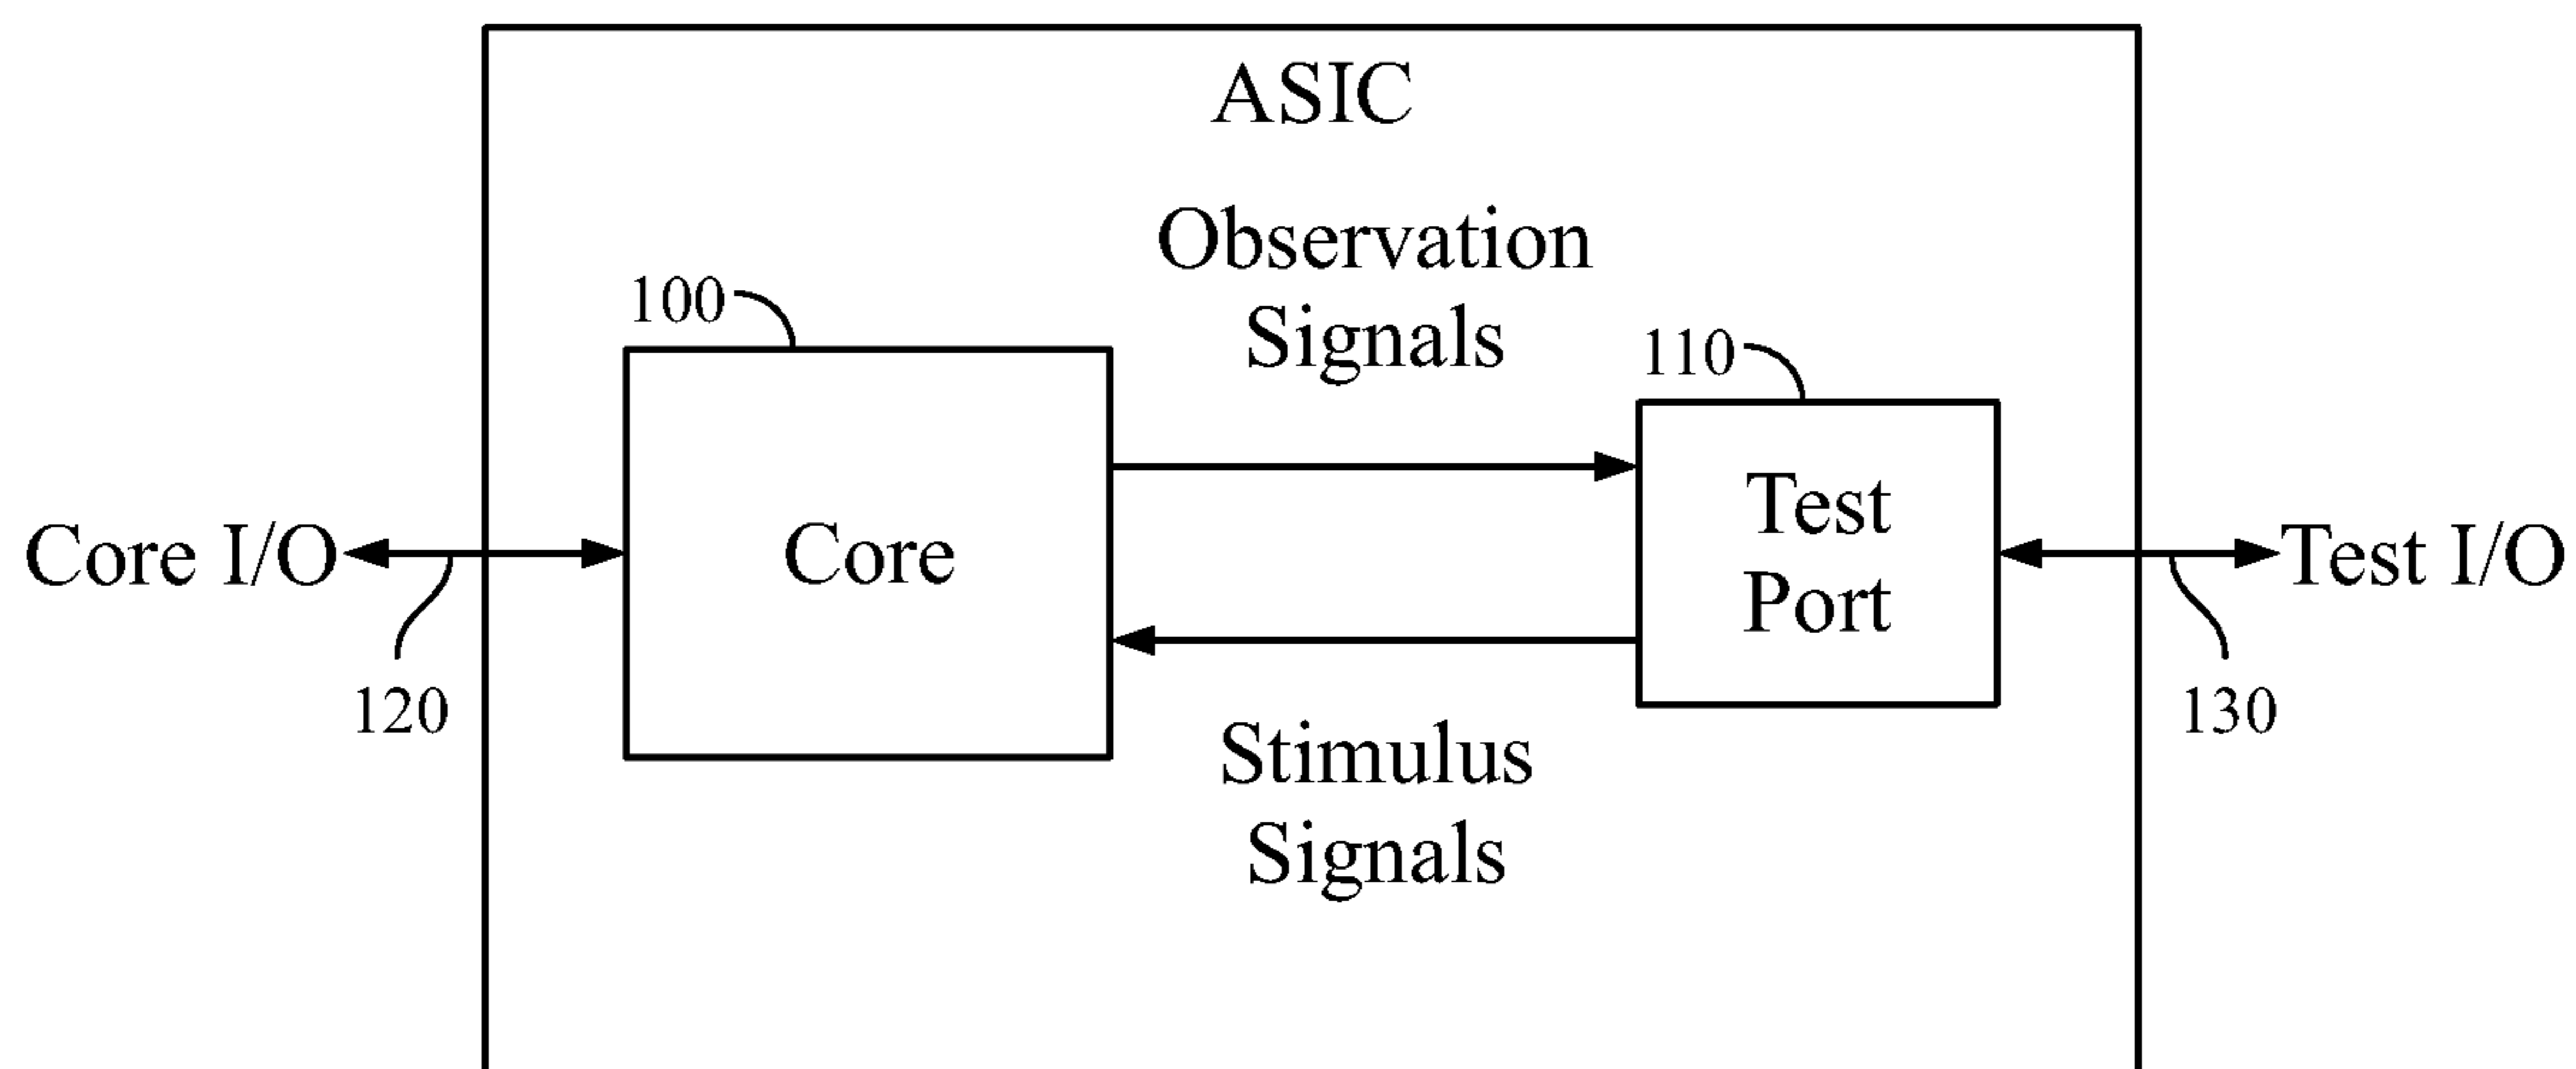 ASIC
Observation
Signals
100
110
Core I/O
Core
Test
Port
Test I/O
120
130
Stimulus
Signals